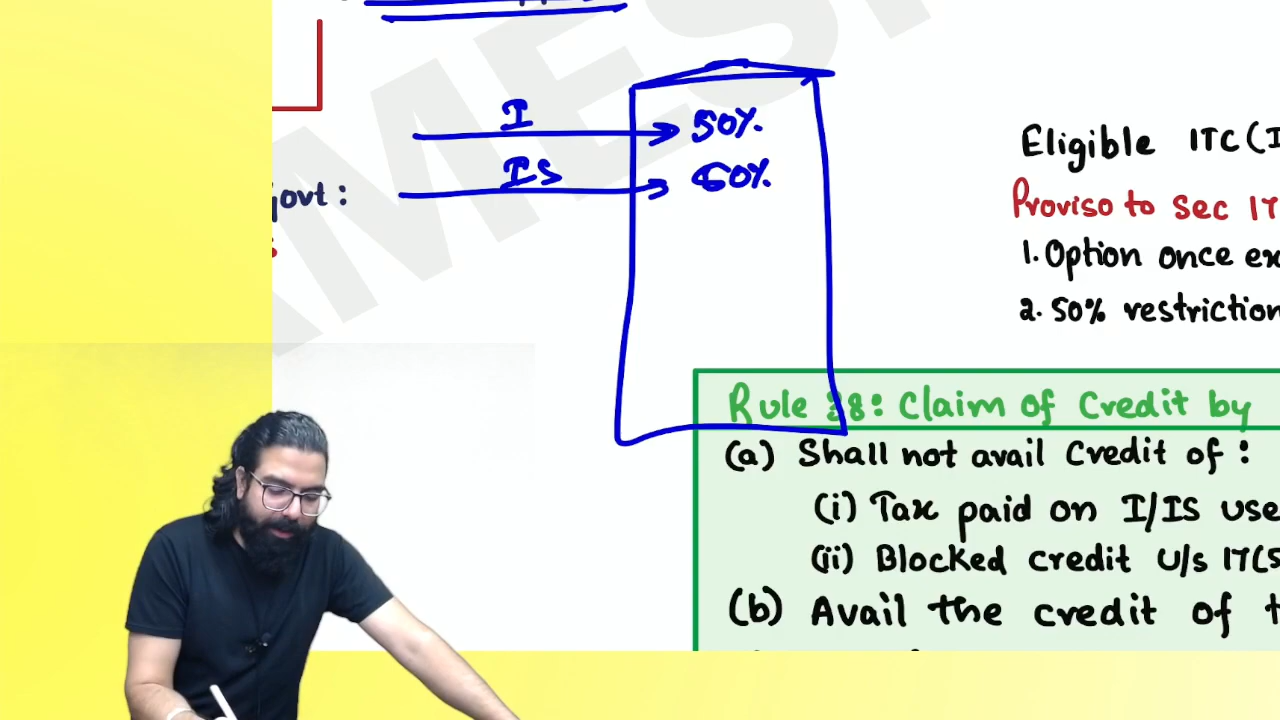 I
50%.
IS
50%.
govt:
Eligible ITC (I
Proviso to Sec 17
1. Option once ex
2. 50% restriction
Rule 38: Claim of Credit by
(a) Shall not avail Credit of :
(i) Tax paid on I/IS use
(ii) Blocked credit U/s 17(5
(b) Avail the credit of t